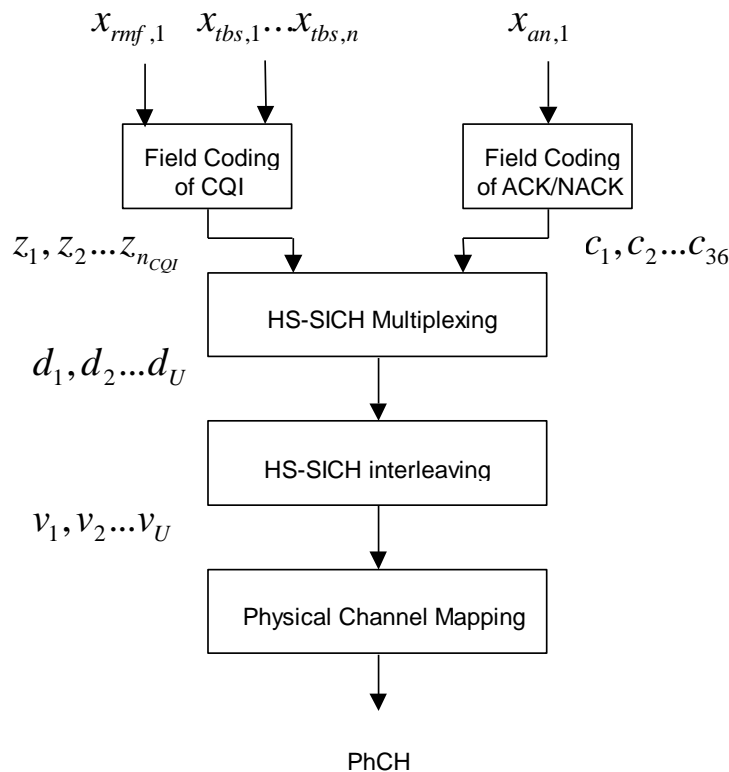 x_{rmf,1} x_{tbs,1}...x_{tbs,n} x_{an,1}
Field Coding
of CQI
Field Coding
of ACK/NACK
z_1, z_2...z_{n_{CQI}}
c_1, c_2...c_{36}
HS-SICH Multiplexing
d_1, d_2...d_U
HS-SICH interleaving
v_1, v_2...v_U
Physical Channel Mapping
PhCH